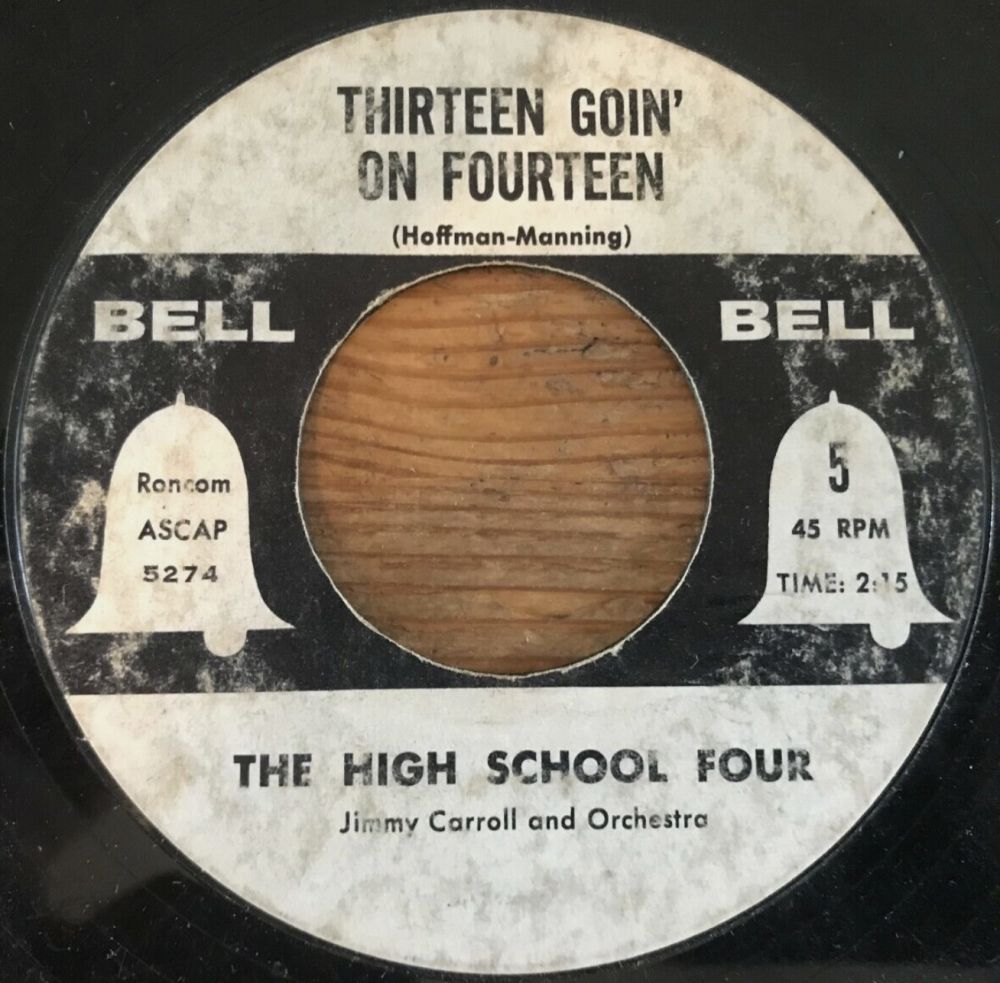 THIRTEEN GOIN'
ON FOURTEEN
(Hoffman-Manning)
BELL
BELL
Roncom
ASCAP
5274
5
45 RPM
TIME: 2:15
THE HIGH SCHOOL FOUR
Jimmy Carroll and Orchestra